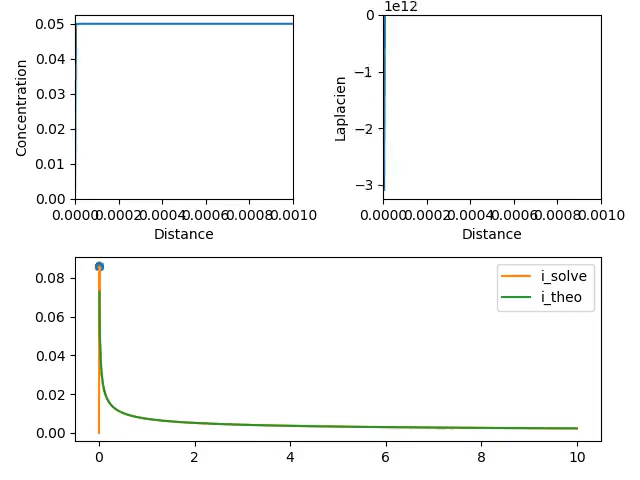 1e12
0.05
0.04
0.03
0.02
0.01
0.00
Concentration
0.0000 0.0002 0.0004 0.0006 0.0008 0.0010
Distance
0
−1
−2
−3
Laplacien
0.0000 0.0002 0.0004 0.0006 0.0008 0.0010
Distance
0.08
0.06
0.04
0.02
0.00
i_solve
i_theo
0 2 4 6 8 10